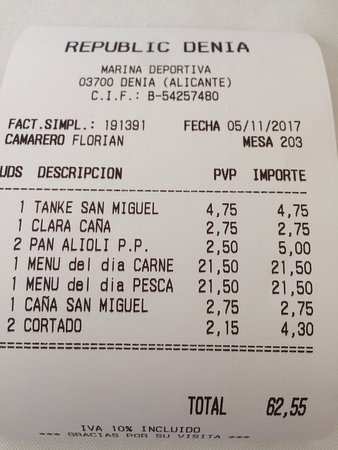 REPUBLIC DENIA
MARINA DEPORTIVA
03700 DENIA (ALICANTE)
C.I.F.: B-54257480
FACT.SIMPL.: 191391 FECHA 05/11/2017
CAMARERO FLORIAN MESA 203
UDS DESCRIPCION PVP IMPORTE
1 TANKE SAN MIGUEL 4,75 4,75
1 CLARA CAÑA 2,75 2,75
2 PAN ALIOLI P.P. 2,50 5,00
1 MENU del dia CARNE 21,50 21,50
1 MENU del dia PESCA 21,50 21,50
1 CAÑA SAN MIGUEL 2,75 2,75
2 CORTADO 2,15 4,30
TOTAL 62,55
IVA 10% INCLUIDO
*** GRACIAS POR SU VISITA ***